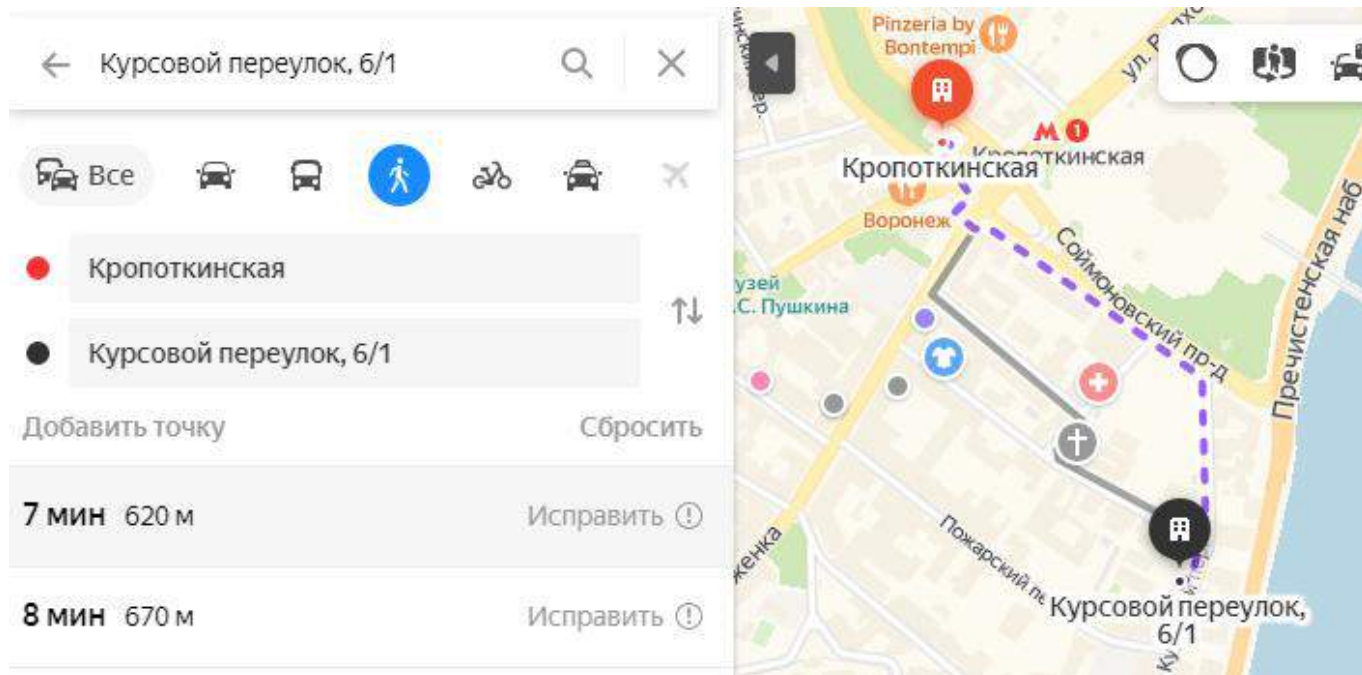 Курсовой переулок, 6/1
Все
Кропоткинская
Курсовой переулок, 6/1
Добавить точку
Сбросить
7 мин 620 м
Исправить
8 мин 670 м
Исправить
Pinzeria by
Bontempi
Кропоткинская
1
Кропоткинская
Воронеж
Соймоновский пр-д
Пречистенская наб
узей
.С. Пушкина
Пожарский пе
женка
Курсовой переулок,
6/1